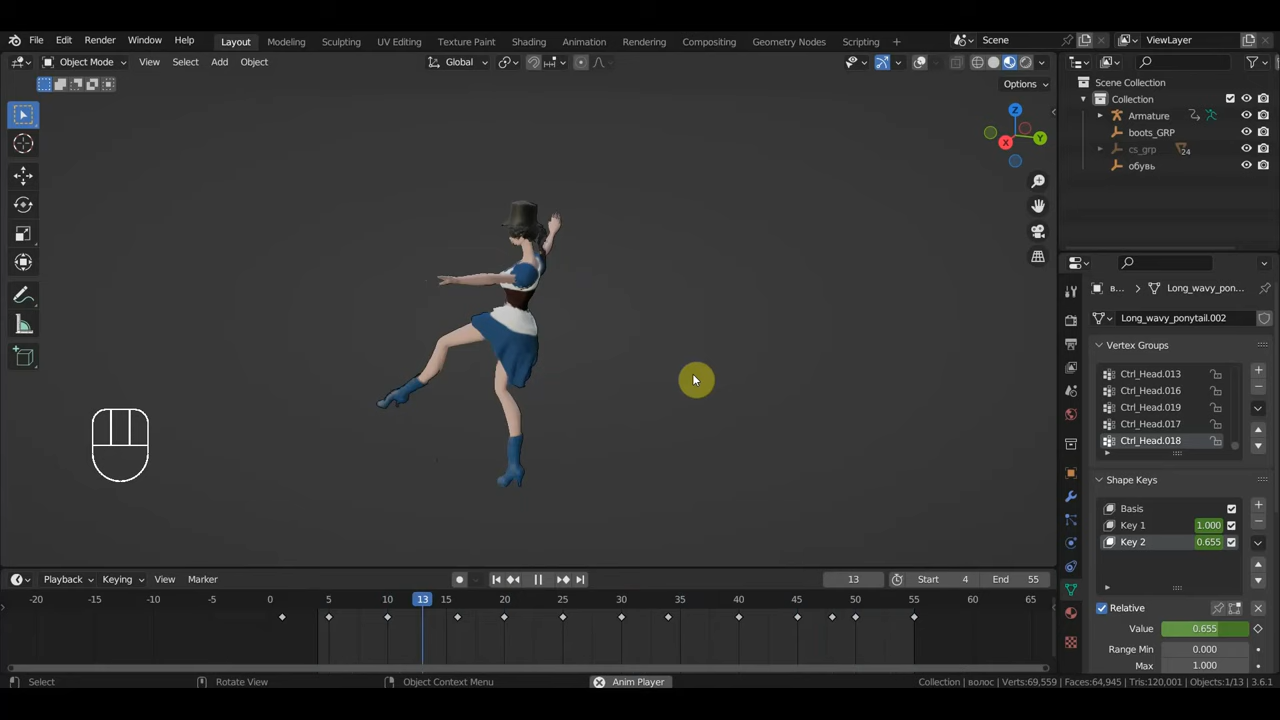 File Edit Render Window Help Layout Modeling Sculpting UV Editing Texture Paint Shading Animation Rendering Compositing Geometry Nodes Scripting + Scene ViewLayer
Object Mode View Select Add Object Global
Options
Z
Y
X
Scene Collection
Collection
Armature
boots_GRP
cs_grp 24
обувь
в... Long_wavy_pon...
Long_wavy_ponytail.002
Vertex Groups
Ctrl_Head.013
Ctrl_Head.016
Ctrl_Head.019
Ctrl_Head.017
Ctrl_Head.018
Shape Keys
Basis
Key 1 1.000
Key 2 0.655
Relative
Value 0.655
Range Min 0.000
Max 1.000
Playback Keying View Marker 13 Start 4 End 55
-20 -15 -10 -5 0 5 10 13 15 20 25 30 35 40 45 50 55 60 65
Select Rotate View Object Context Menu Anim Player Collection | волос | Verts:69,559 | Faces:64,945 | Tris:120,001 | Objects:1/13 | 3.6.1